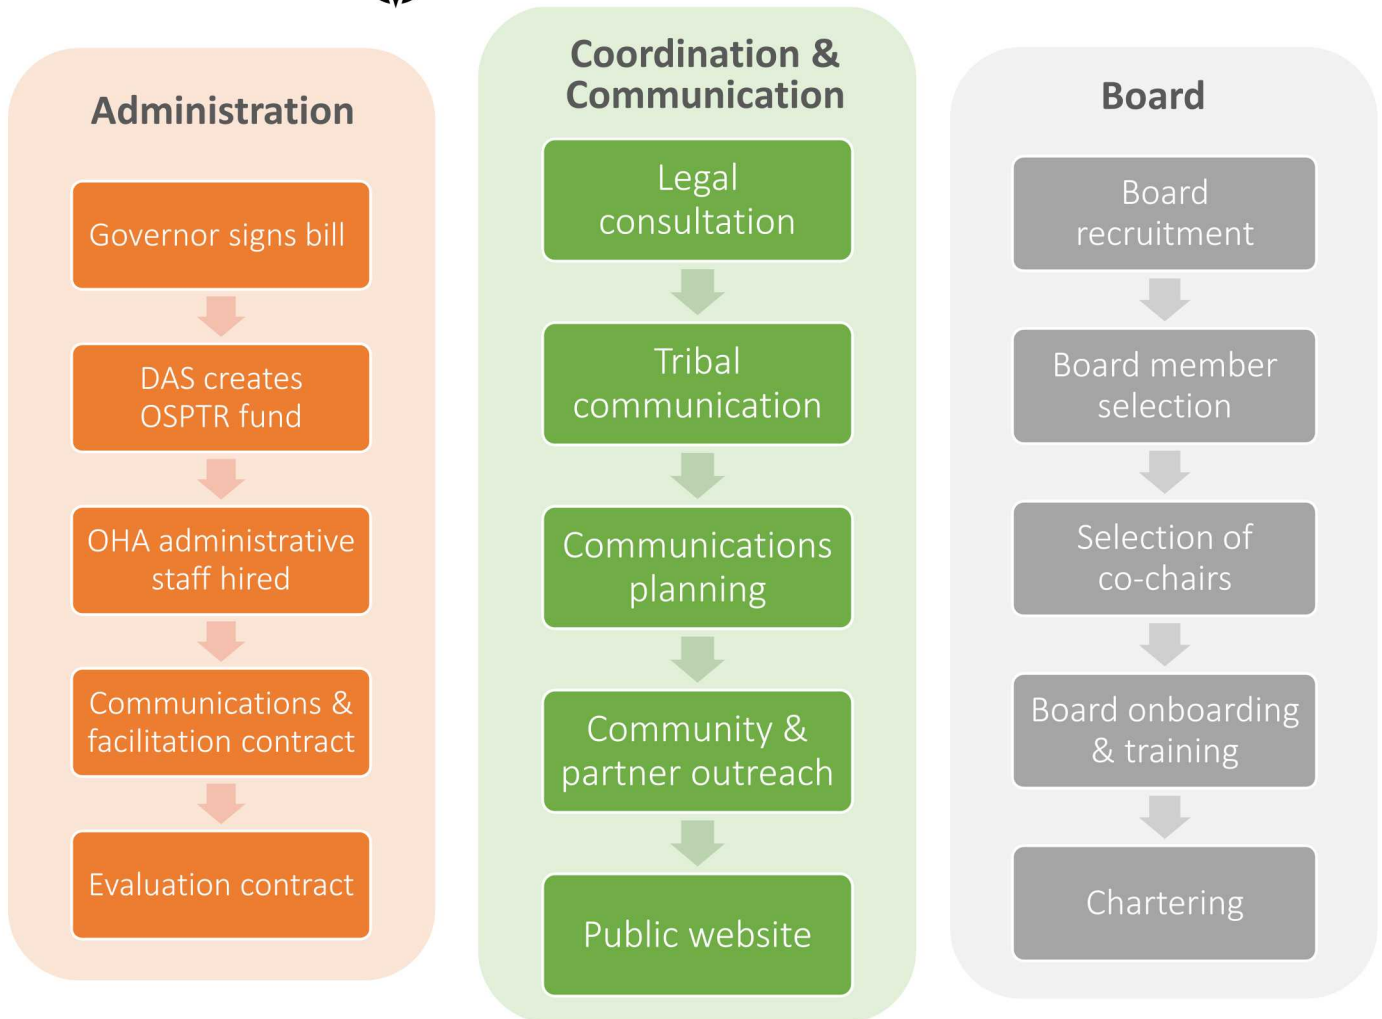 Administration
Governor signs bill
DAS creates
OSPTR fund
OHA administrative
staff hired
Communications &
facilitation contract
Evaluation contract
Coordination &
Communication
Legal
consultation
Tribal
communication
Communications
planning
Community &
partner outreach
Public website
Board
Board
recruitment
Board member
selection
Selection of
co-chairs
Board onboarding
& training
Chartering